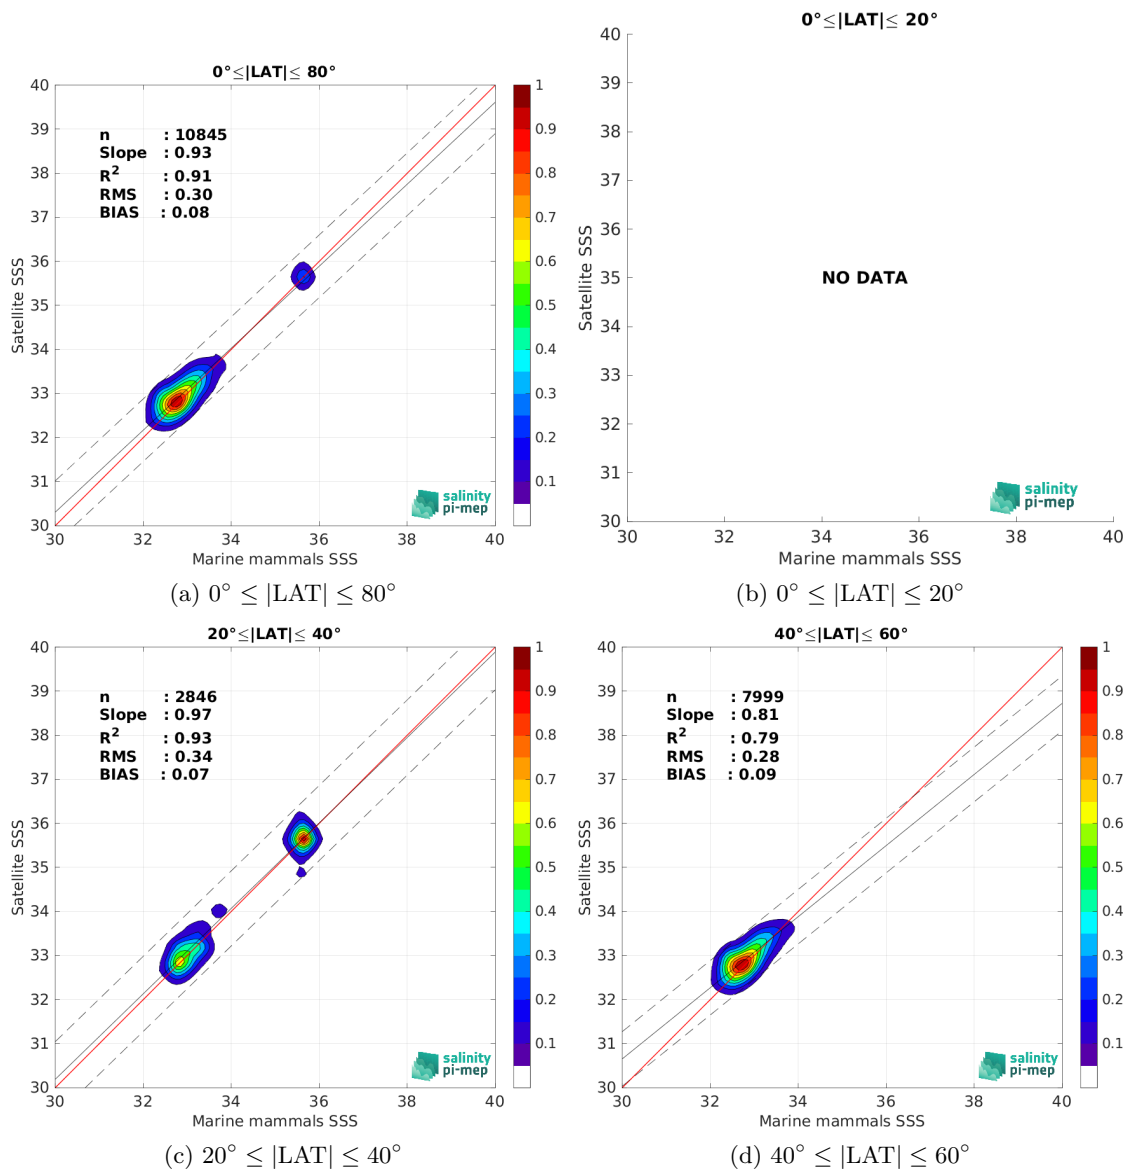 0°≤|LAT|≤ 80°
40
39
38
37
36
35
34
33
32
31
30
Satellite SSS
n : 10845
Slope : 0.93
R² : 0.91
RMS : 0.30
BIAS : 0.08
salinity
pi-mep
30 32 34 36 38 40
Marine mammals SSS
1
0.9
0.8
0.7
0.6
0.5
0.4
0.3
0.2
0.1
(a) 0° ≤ |LAT| ≤ 80°
0°≤|LAT|≤ 20°
40
39
38
37
36
35
34
33
32
31
30
Satellite SSS
NO DATA
salinity
pi-mep
30 32 34 36 38 40
Marine mammals SSS
(b) 0° ≤ |LAT| ≤ 20°
20°≤|LAT|≤ 40°
40
39
38
37
36
35
34
33
32
31
30
Satellite SSS
n : 2846
Slope : 0.97
R² : 0.93
RMS : 0.34
BIAS : 0.07
salinity
pi-mep
30 32 34 36 38 40
Marine mammals SSS
1
0.9
0.8
0.7
0.6
0.5
0.4
0.3
0.2
0.1
(c) 20° ≤ |LAT| ≤ 40°
40°≤|LAT|≤ 60°
40
39
38
37
36
35
34
33
32
31
30
Satellite SSS
n : 7999
Slope : 0.81
R² : 0.79
RMS : 0.28
BIAS : 0.09
salinity
pi-mep
30 32 34 36 38 40
Marine mammals SSS
1
0.9
0.8
0.7
0.6
0.5
0.4
0.3
0.2
0.1
(d) 40° ≤ |LAT| ≤ 60°